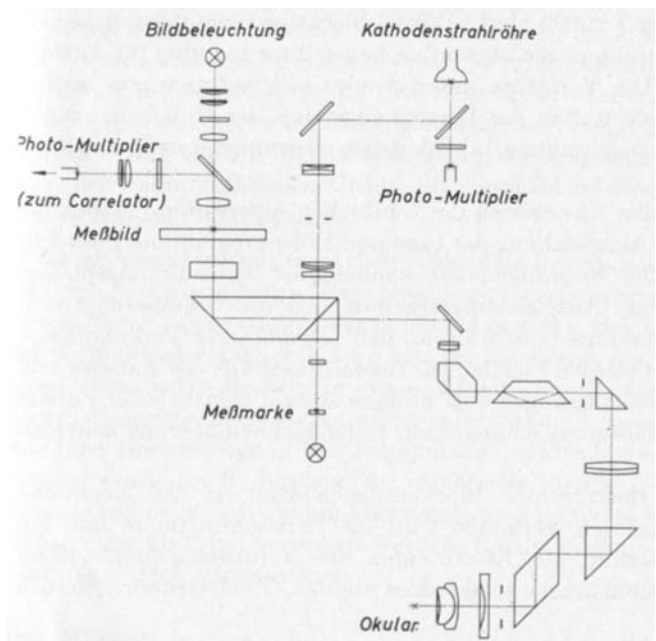 Bildbeleuchtung
Kathodenstrahlröhre
Photo-Multiplier
(zum Correlator)
Photo-Multiplier
Meßbild
Meßmarke
Okular